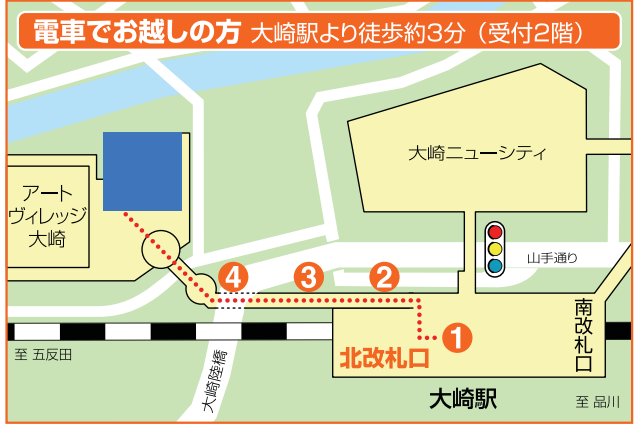 電車でお越しの方 大崎駅より徒歩約3分（受付2階）
大崎ニューシティ
アート
ヴィレッジ
大崎
山手通り
4 3 2
1
南改札口
北改札口
至 五反田
大崎陸橋
大崎駅
至 品川